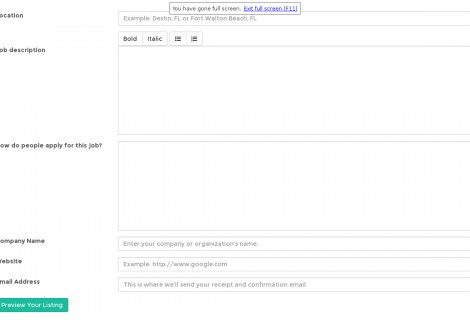 You have gone full screen. Exit full screen (F11)
ocation
Example: Destin, FL or Fort Walton Beach, FL
Bold Italic
ob description
ow do people apply for this job?
ompany Name
Enter your company or organization's name.
ebsite
Example: http://www.google.com
mail Address
This is where we'll send your receipt and confirmation email.
Preview Your Listing